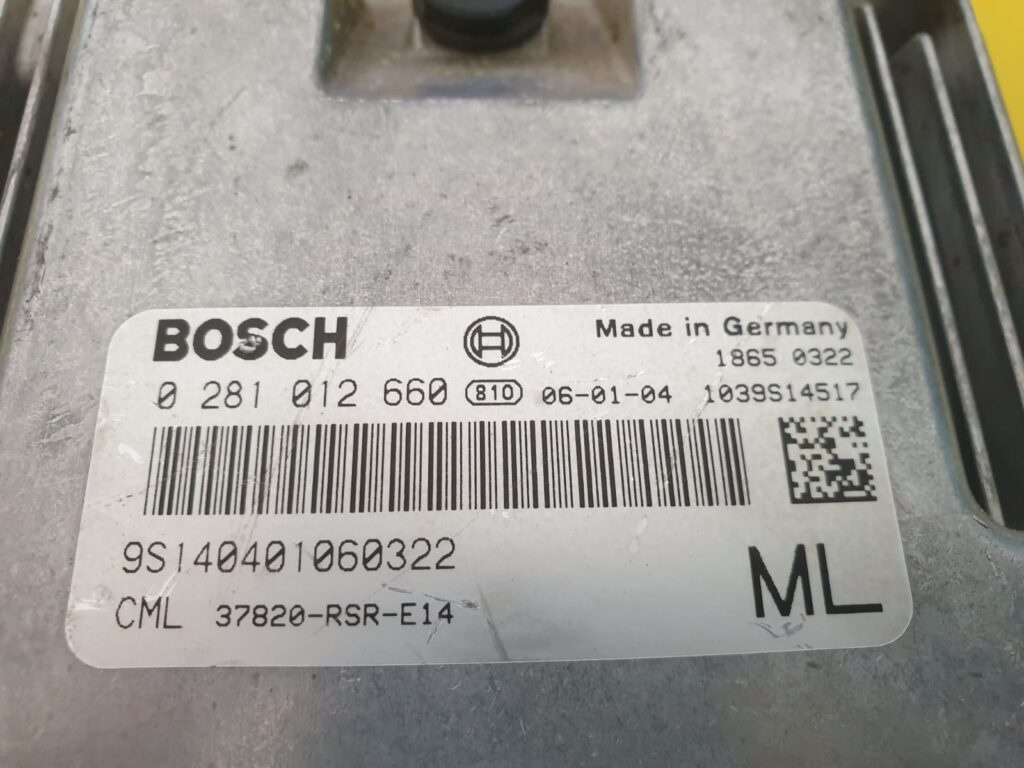 BOSCH Made in Germany
1865 0322
0 281 012 660 810 06-01-04 1039S14517
9S140401060322
CML 37820-RSR-E14
ML